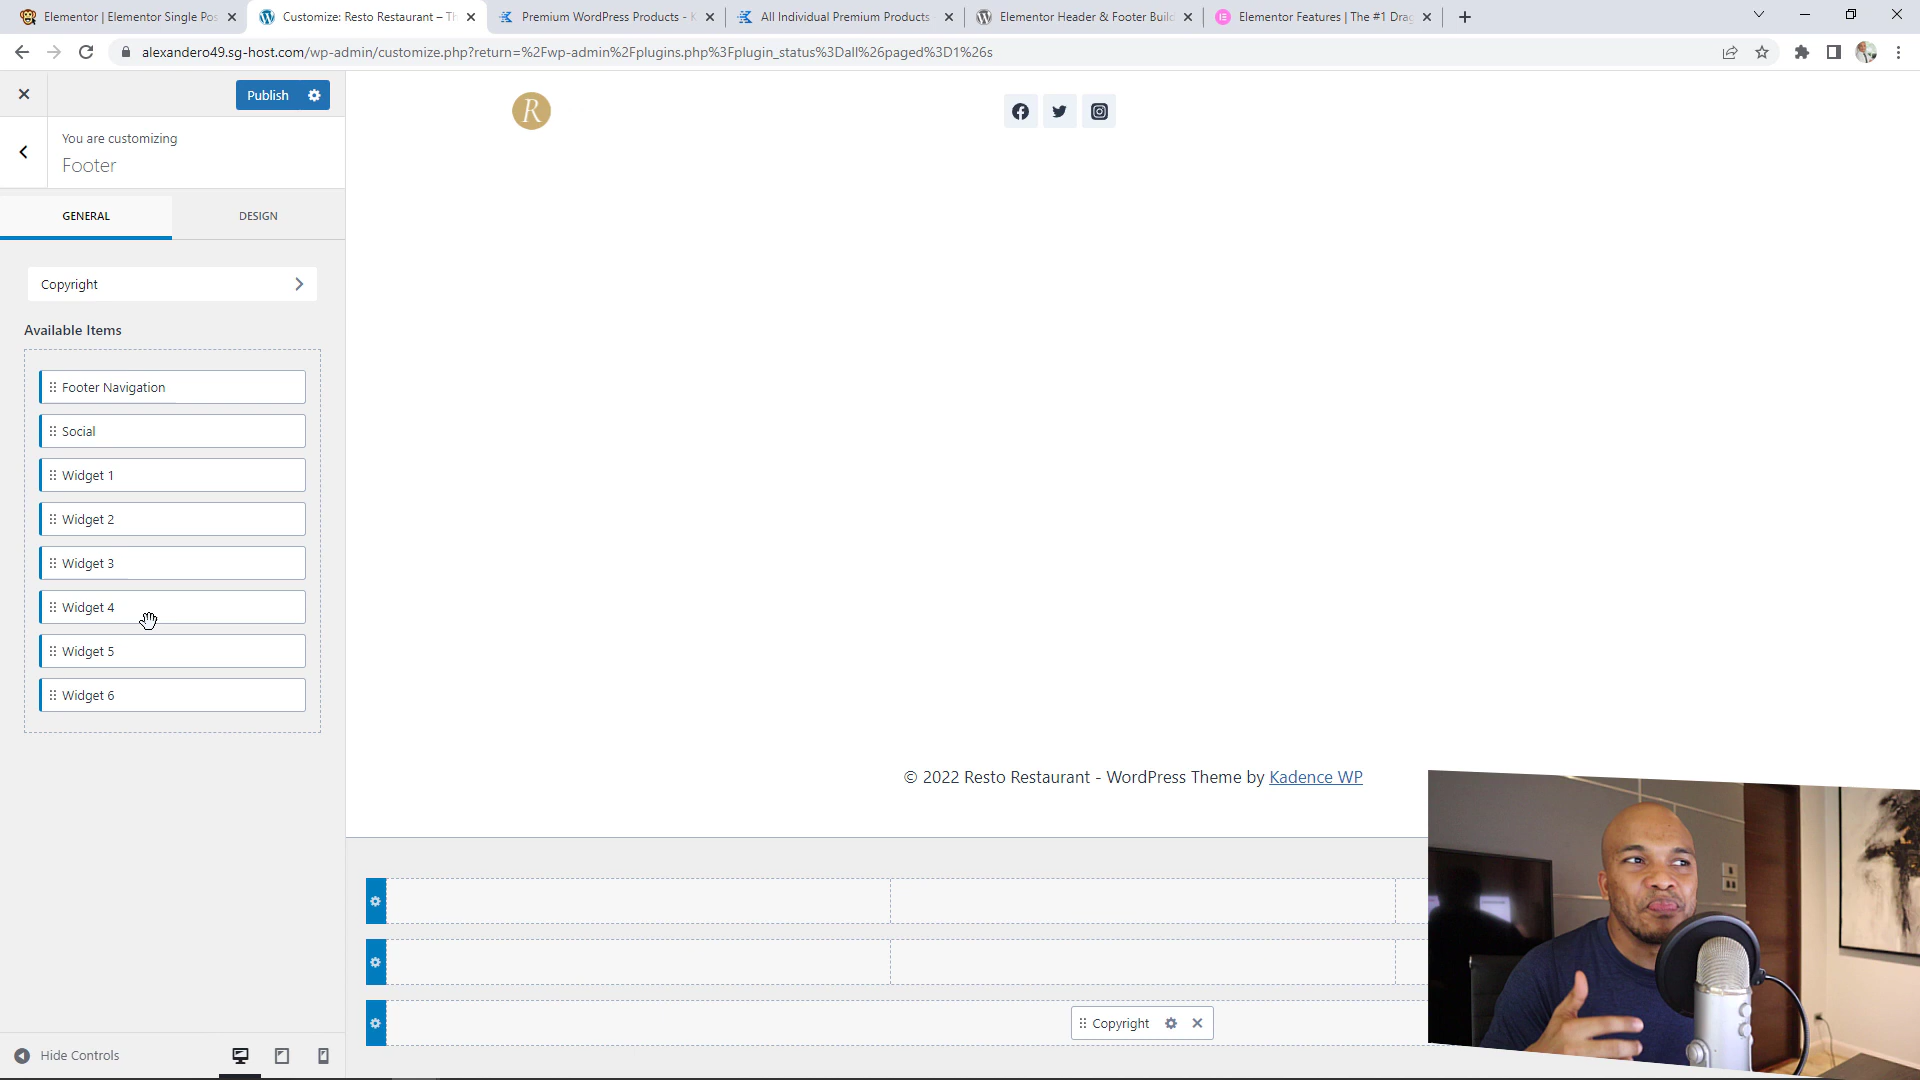 Elementor | Elementor Single Pos
Customize: Resto Restaurant – Th
Premium WordPress Products - K
All Individual Premium Products
Elementor Header & Footer Builc
Elementor Features | The #1 Drag
alexandero49.sg-host.com/wp-admin/customize.php?return=%2Fwp-admin%2Fplugins.php%3Fplugin_status%3Dall%26paged%3D1%26s
Publish
You are customizing
Footer
R
GENERAL
DESIGN
Copyright
Available Items
Footer Navigation
Social
Widget 1
Widget 2
Widget 3
Widget 4
Widget 5
Widget 6
© 2022 Resto Restaurant - WordPress Theme by Kadence WP
Copyright
Hide Controls